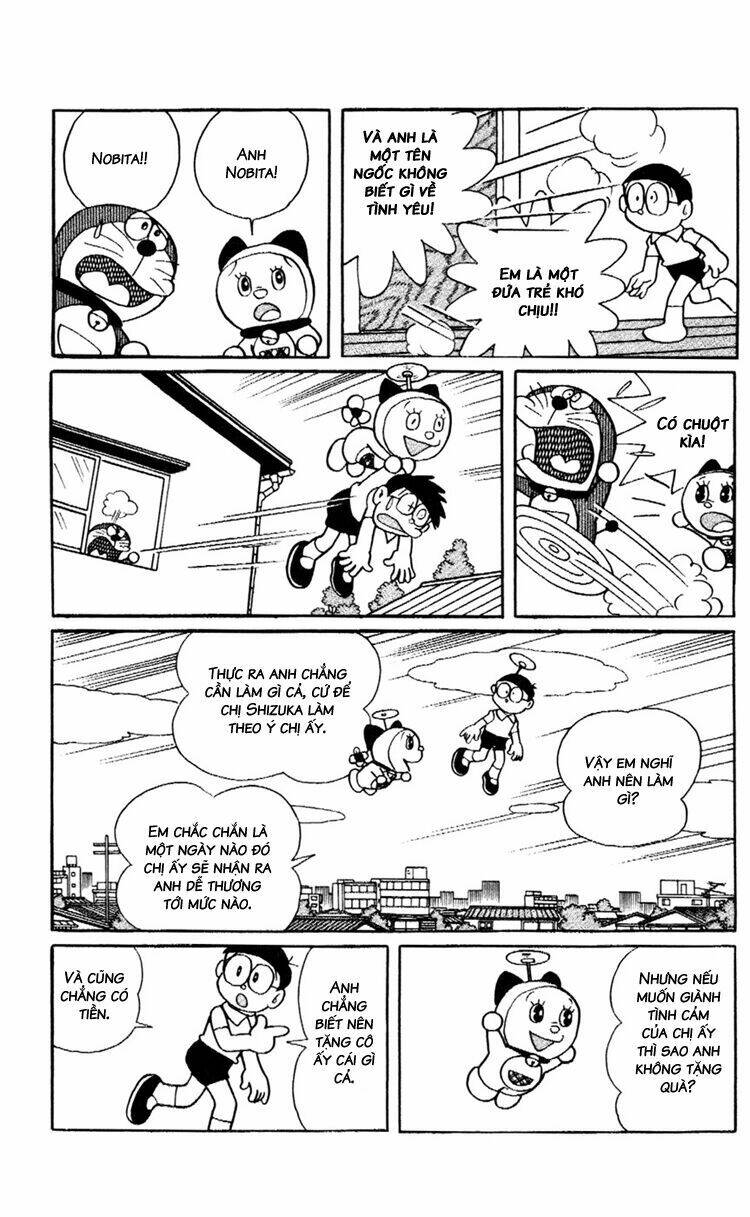 EM LÀ MỘT
ĐỨA TRẺ KHÓ
CHỊU!!
VÀ ANH LÀ
MỘT TÊN
NGỐC KHÔNG
BIẾT GÌ VỀ
TÌNH YÊU!
ANH
NOBITA!
NOBITA!!
CÓ CHUỘT
KÌA!
VẬY EM NGHĨ
ANH NÊN LÀM
GÌ?
THỰC RA ANH CHẲNG
CẦN LÀM GÌ CẢ, CỨ ĐỂ
CHỊ SHIZUKA LÀM
THEO Ý CHỊ ẤY.
EM CHẮC CHẮN LÀ
MỘT NGÀY NÀO ĐÓ
CHỊ ẤY SẼ NHẬN RA
ANH DỄ THƯƠNG
TỚI MỨC NÀO.
NHƯNG NẾU
MUỐN GIÀNH
TÌNH CẢM
CỦA CHỊ ẤY
THÌ SAO ANH
KHÔNG TẶNG
QUÀ?
ANH
CHẲNG
BIẾT NÊN
TẶNG CÔ
ẤY CÁI GÌ
CẢ.
VÀ CŨNG
CHẲNG CÓ
TIỀN.